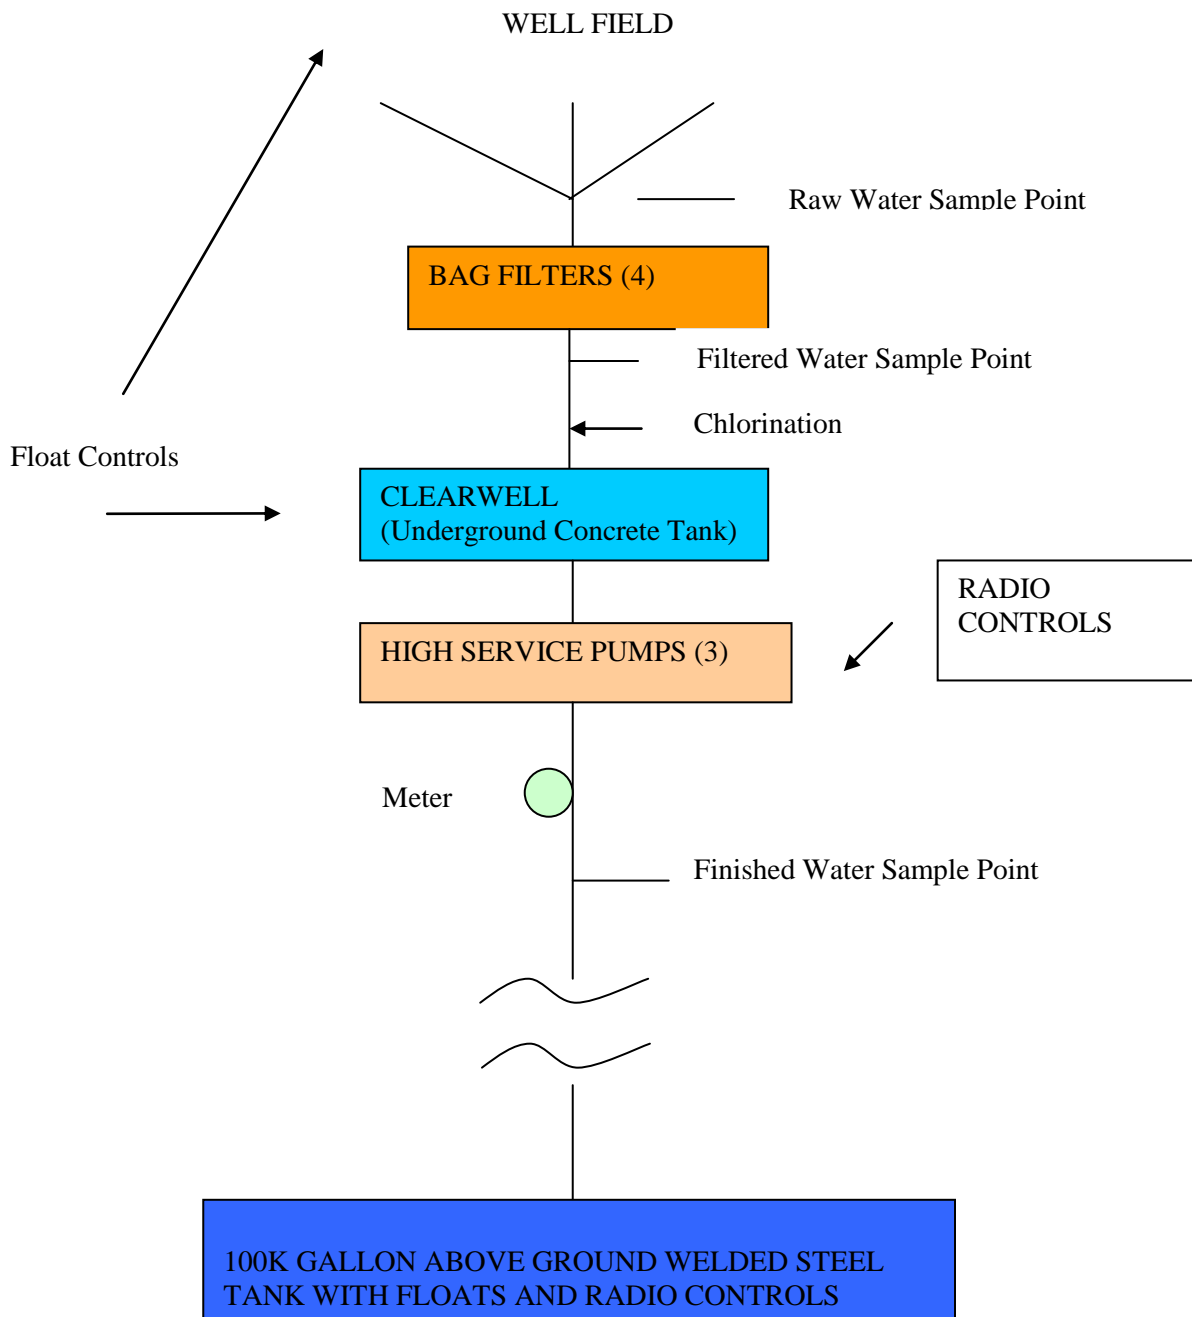 WELL FIELD
Raw Water Sample Point
BAG FILTERS (4)
Filtered Water Sample Point
Chlorination
Float Controls
CLEARWELL
(Underground Concrete Tank)
RADIO
CONTROLS
HIGH SERVICE PUMPS (3)
Meter
Finished Water Sample Point
100K GALLON ABOVE GROUND WELDED STEEL
TANK WITH FLOATS AND RADIO CONTROLS